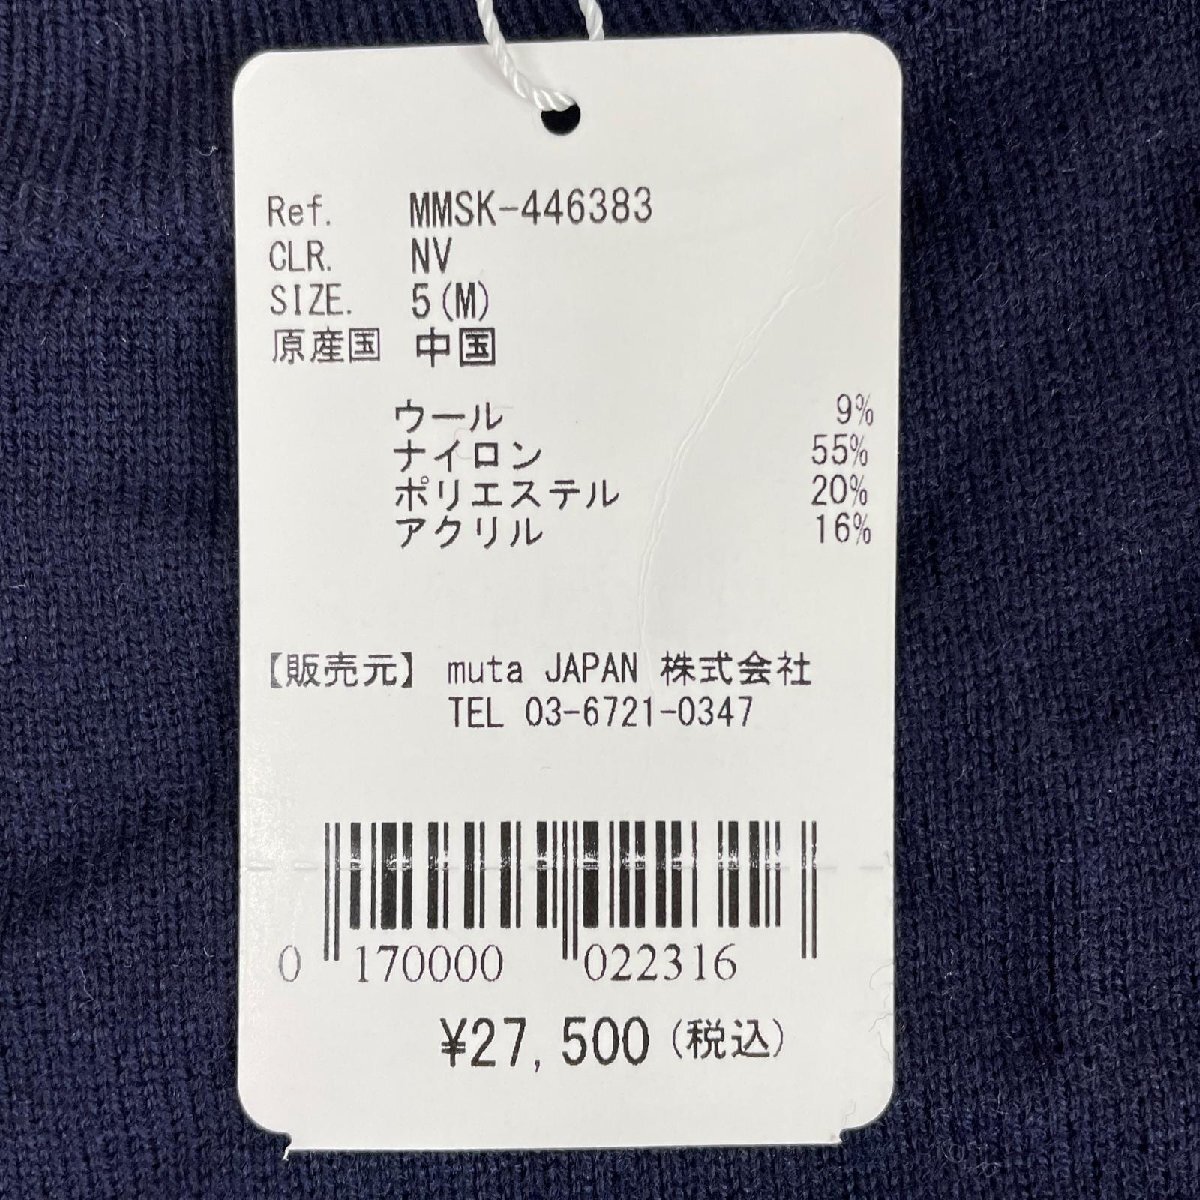 Ref. MMSK-446383
CLR. NV
SIZE. 5(M)
原産国 中国
ウール 9%
ナイロン 55%
ポリエステル 20%
アクリル 16%
【販売元】 muta JAPAN 株式会社
TEL 03-6721-0347
0 170000 022316
¥27,500(税込)